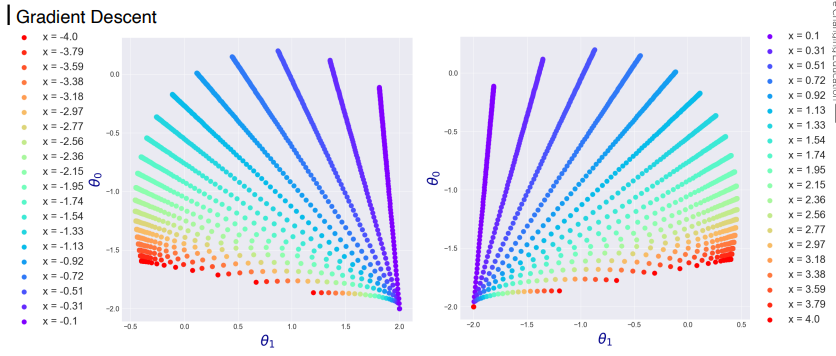 Gradient Descent
x = -4.0
x = -3.79
x = -3.59
x = -3.38
x = -3.18
x = -2.97
x = -2.77
x = -2.56
x = -2.36
x = -2.15
x = -1.95
x = -1.74
x = -1.54
x = -1.33
x = -1.13
x = -0.92
x = -0.72
x = -0.51
x = -0.31
x = -0.1
θ₀
0.0
−0.5
−1.0
−1.5
−2.0
−0.5 0.0 0.5 1.0 1.5 2.0
θ₁
θ₀
0.0
−0.5
−1.0
−1.5
−2.0
−2.0 −1.5 −1.0 −0.5 0.0 0.5
θ₁
x = 0.1
x = 0.31
x = 0.51
x = 0.72
x = 0.92
x = 1.13
x = 1.33
x = 1.54
x = 1.74
x = 1.95
x = 2.15
x = 2.36
x = 2.56
x = 2.77
x = 2.97
x = 3.18
x = 3.38
x = 3.59
x = 3.79
x = 4.0